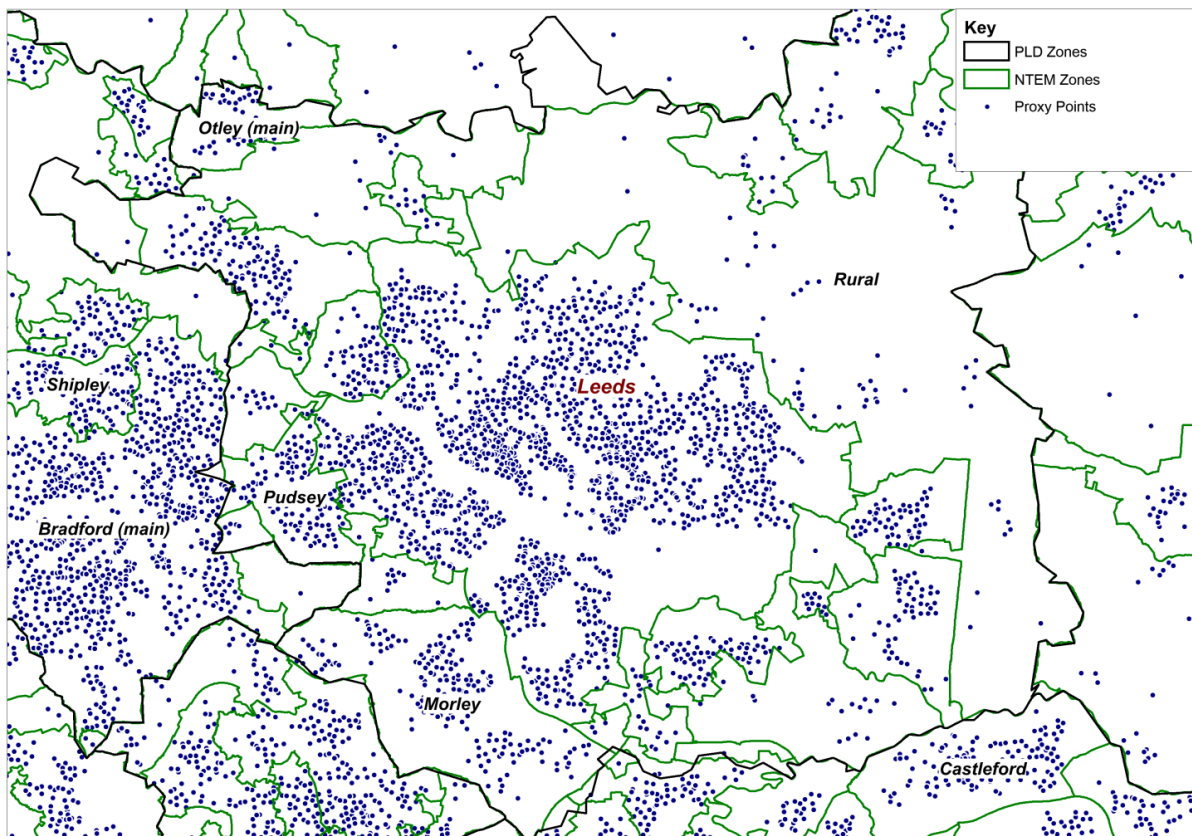 Key
PLD Zones
NTEM Zones
Proxy Points
Otley (main)
Rural
Shipley
Leeds
Pudsey
Bradford (main)
Morley
Castleford